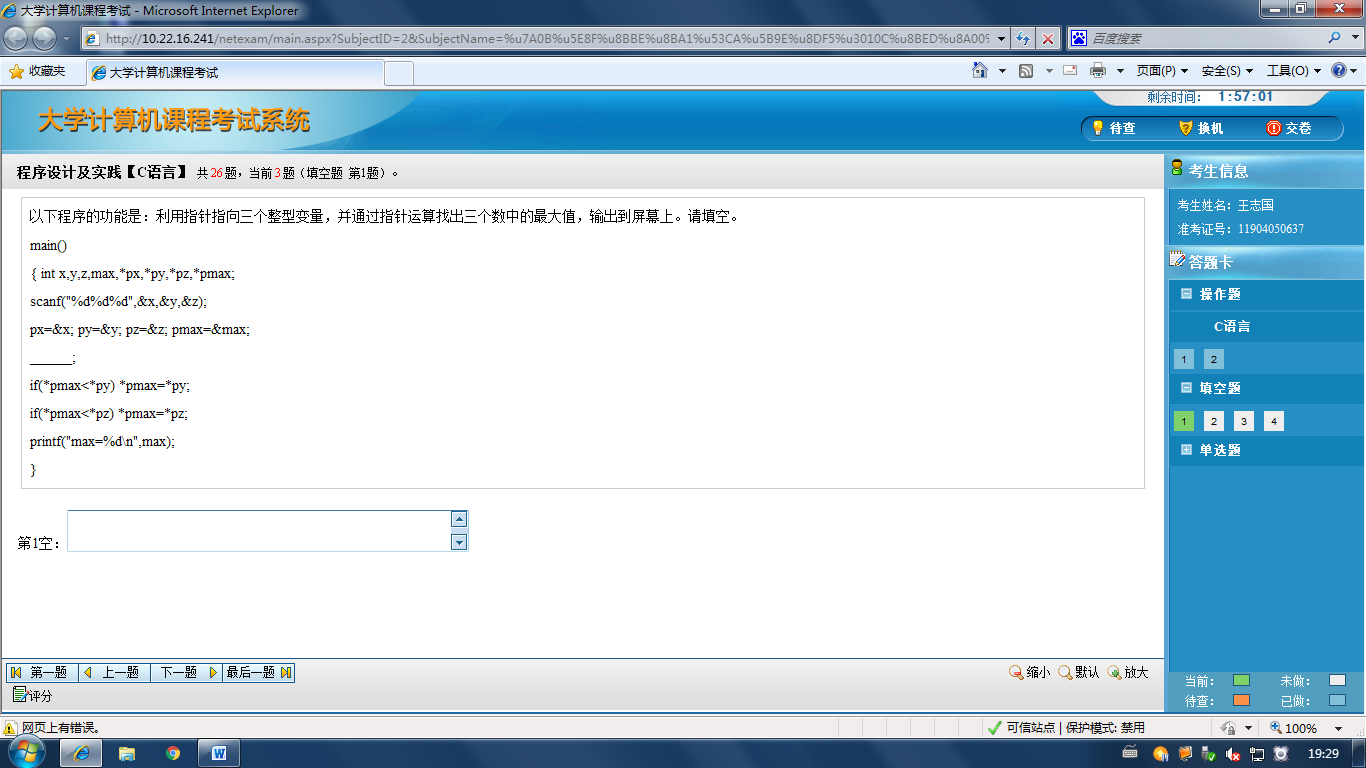 大学计算机课程考试 - Microsoft Internet Explorer
http://10.22.16.241/netexam/main.aspx?SubjectID=2&SubjectName=%u7A0B%u5E8F%u8BBE%u8BA1%u53CA%u5B9E%u8DF5%u3010C%u8BED%u8A00%
百度搜索
收藏夹
大学计算机课程考试
页面(P)
安全(S)
工具(O)
大学计算机课程考试系统
剩余时间： 1:57:01
待查
换机
交卷
程序设计及实践【C语言】 共26题，当前3题（填空题 第1题）。
以下程序的功能是：利用指针指向三个整型变量，并通过指针运算找出三个数中的最大值，输出到屏幕上。请填空。
main()
{ int x,y,z,max,*px,*py,*pz,*pmax;
scanf("%d%d%d",&x,&y,&z);
px=&x; py=&y; pz=&z; pmax=&max;
______;
if(*pmax<*py) *pmax=*py;
if(*pmax<*pz) *pmax=*pz;
printf("max=%d\n",max);
}
第1空：
考生信息
考生姓名：王志国
准考证号：11904050637
答题卡
操作题
C语言
1 2
填空题
1 2 3 4
单选题
当前： 未做：
待查： 已做：
第一题
上一题
下一题
最后一题
缩小
默认
放大
评分
网页上有错误。
可信站点 | 保护模式: 禁用
100%
19:29